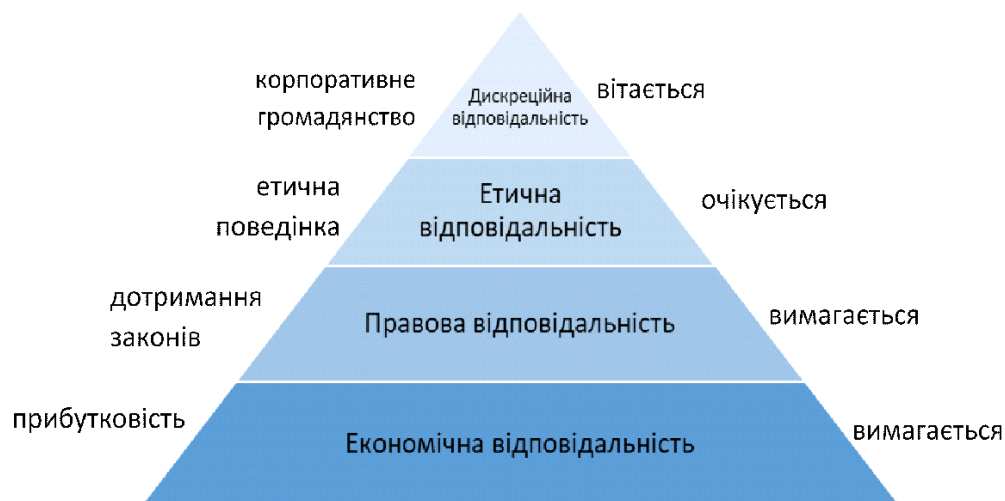 корпоративне
громадянство
Дискреційна
відповідальність
вітається
етична
поведінка
Етична
відповідальність
очікується
дотримання
законів
Правова відповідальність
вимагається
прибутковість
Економічна відповідальність
вимагається